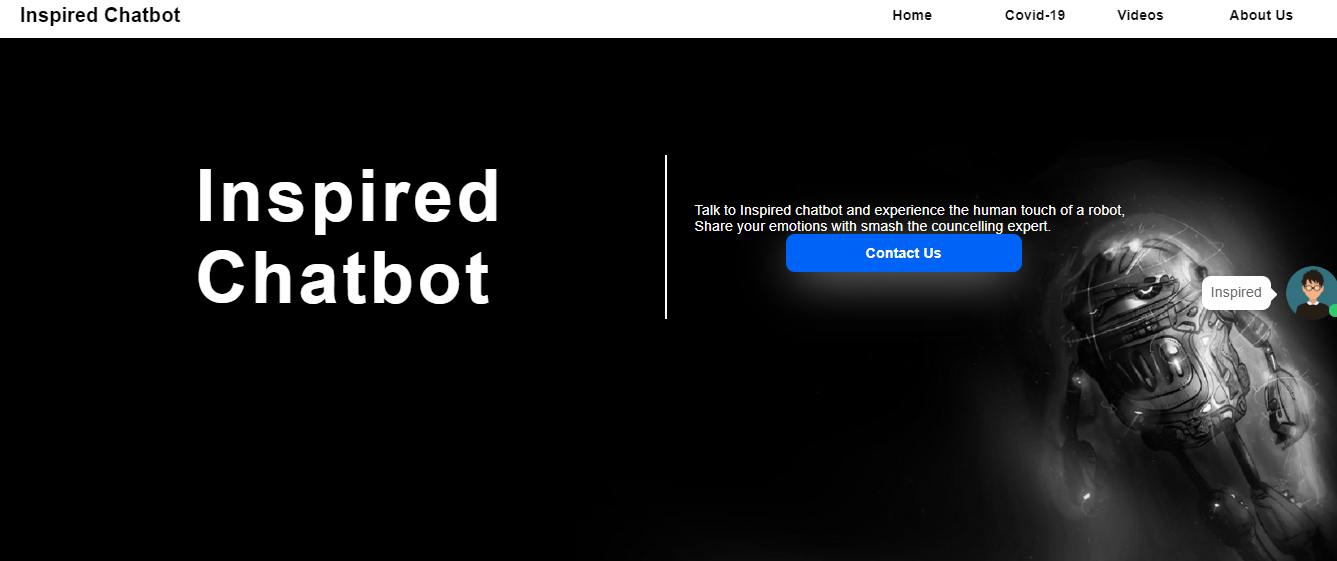 Inspired Chatbot
Home Covid-19 Videos About Us
Inspired
Chatbot
Talk to Inspired chatbot and experience the human touch of a robot,
Share your emotions with smash the councelling expert.
Contact Us
Inspired